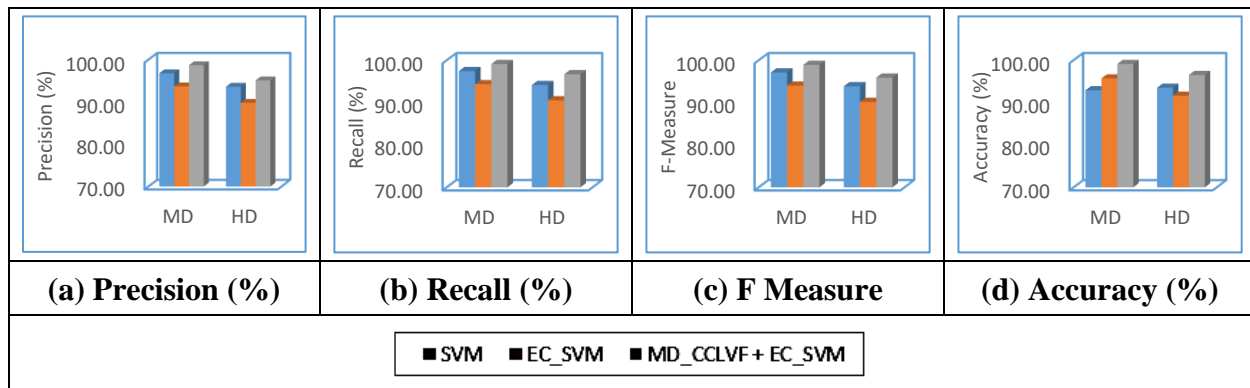 Precision (%)
100.00
90.00
80.00
70.00
MD HD
Recall (%)
100.00
90.00
80.00
70.00
MD HD
F-Measure
100.00
90.00
80.00
70.00
MD HD
Accuracy (%)
100.00
90.00
80.00
70.00
MD HD
(a) Precision (%)
(b) Recall (%)
(c) F Measure
(d) Accuracy (%)
SVM EC_SVM MD_CCLVF + EC_SVM